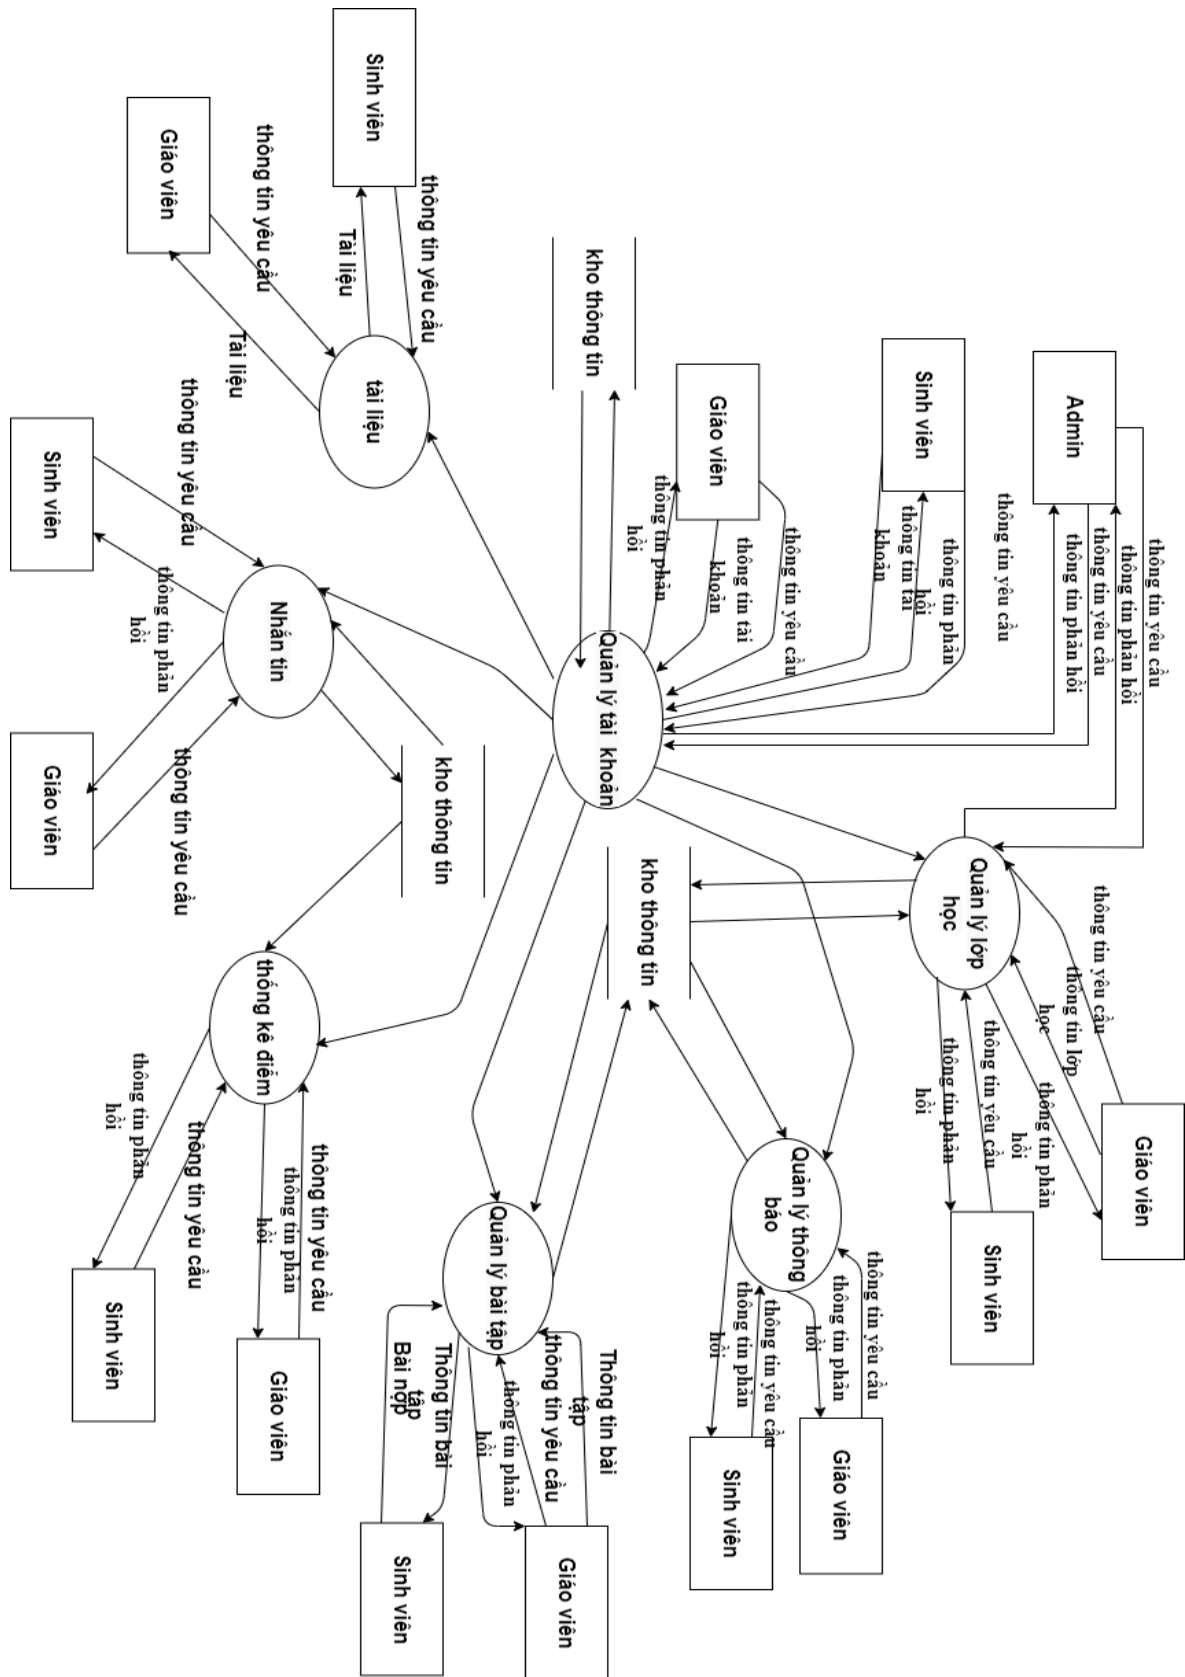 thông tin yêu cầu
thông tin phản hồi
thông tin yêu cầu
thông tin phản hồi
Admin
thông tin yêu cầu
Giáo viên
thông tin yêu cầu
thông tin lớp
học
thông tin phản
hồi
thông tin yêu cầu
thông tin phản
hồi
Sinh viên
Quản lý lớp
học
Sinh viên
thông tin phản
hồi
thông tin tài
khoản
thông tin yêu cầu
thông tin phản
hồi
Giáo viên
thông tin yêu cầu
thông tin phản
hồi
Sinh viên
Quản lý thông
báo
thông tin yêu cầu
thông tin tài
khoản
Giáo viên
thông tin phản
hồi
kho thông tin
Quản lý tài khoản
kho thông tin
Thông tin bài
tập
thông tin yêu cầu
thông tin phản
hồi
Giáo viên
Quản lý bài tập
Thông tin bài
tập
Bài nộp
Sinh viên
kho thông tin
thông tin yêu cầu
Sinh viên
Tài liệu
tài liệu
thông tin yêu cầu
Giáo viên
Tài liệu
thông tin yêu cầu
thông tin phản
hồi
Giáo viên
thống kê điểm
Nhắn tin
thông tin yêu cầu
thông tin phản
hồi
Sinh viên
thông tin yêu cầu
thông tin phản
hồi
thông tin yêu cầu
Sinh viên
Giáo viên